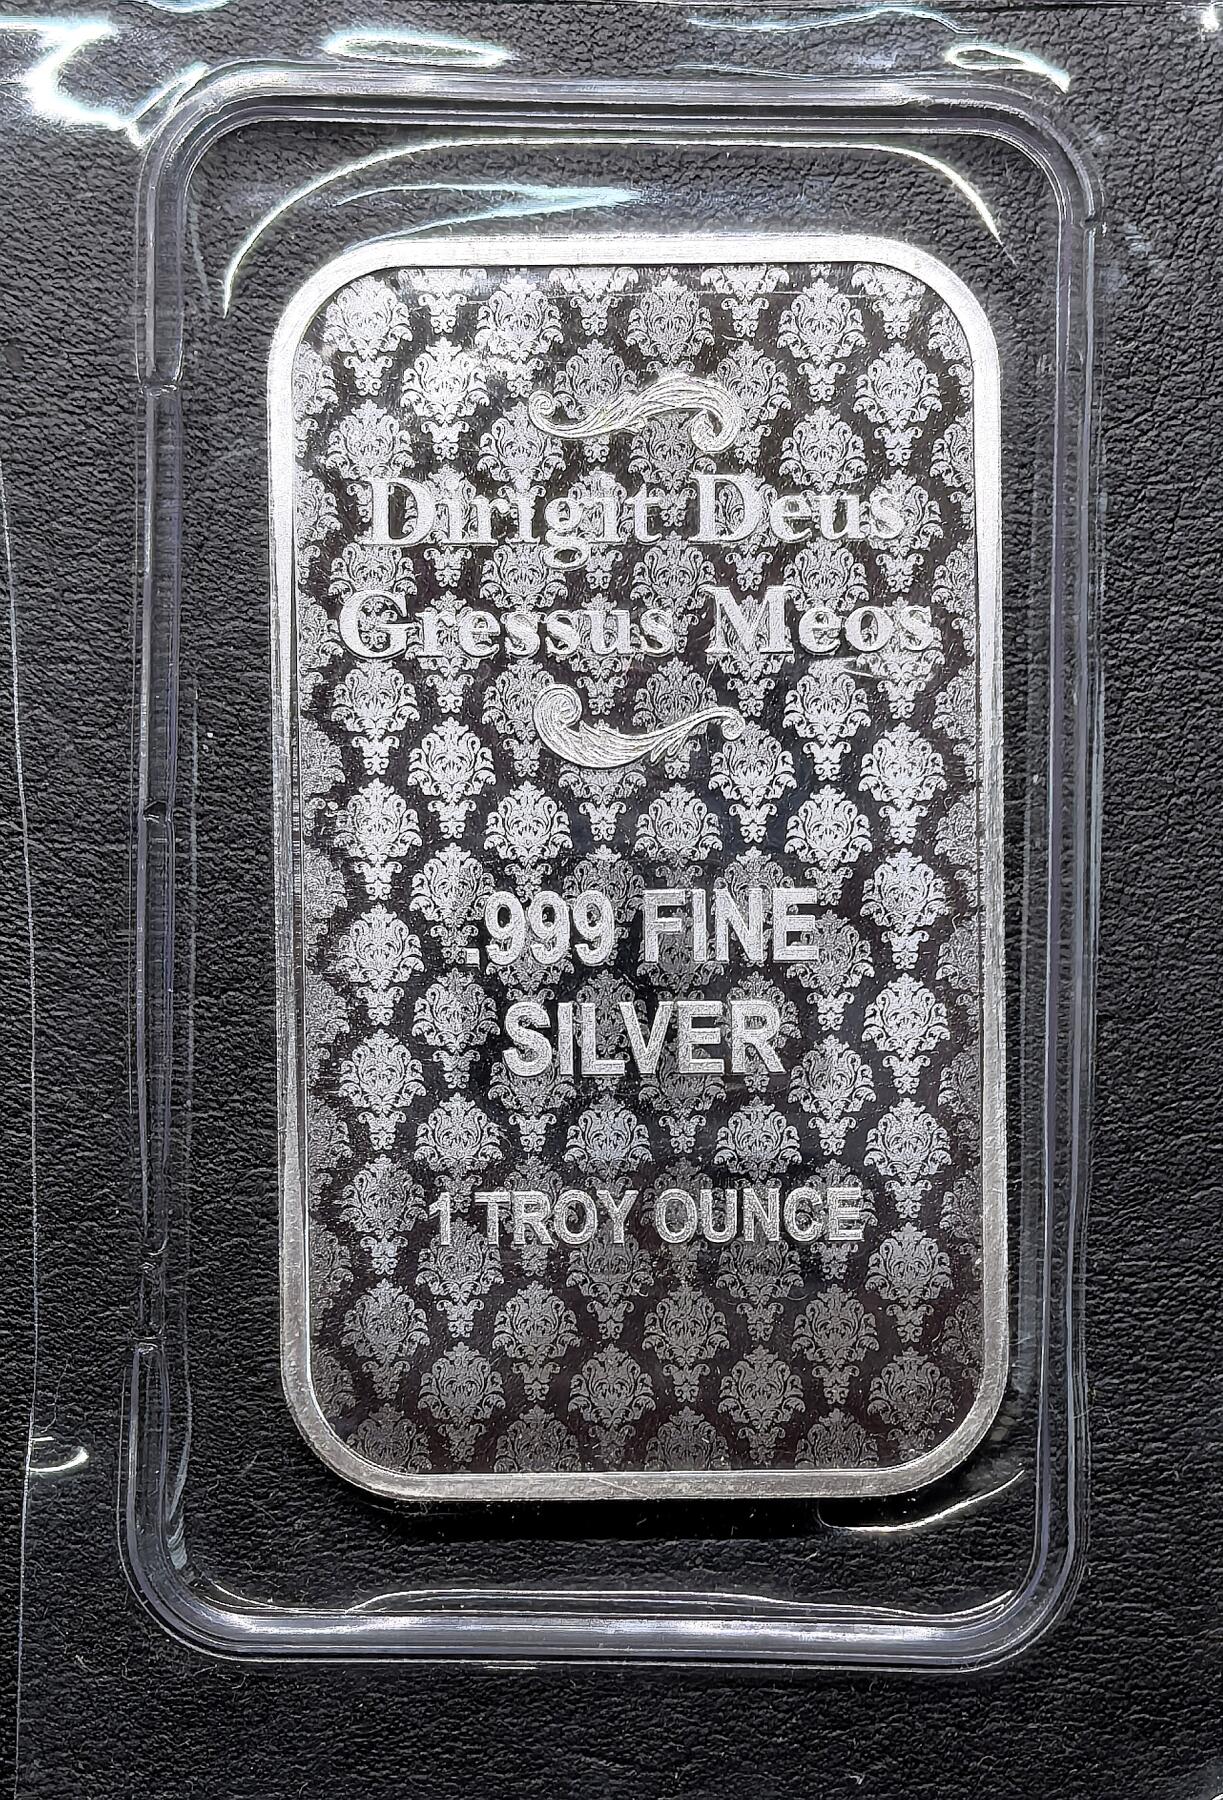 Dirigit Deus
Gressus Meos
.999 FINE
SILVER
1 TROY OUNCE